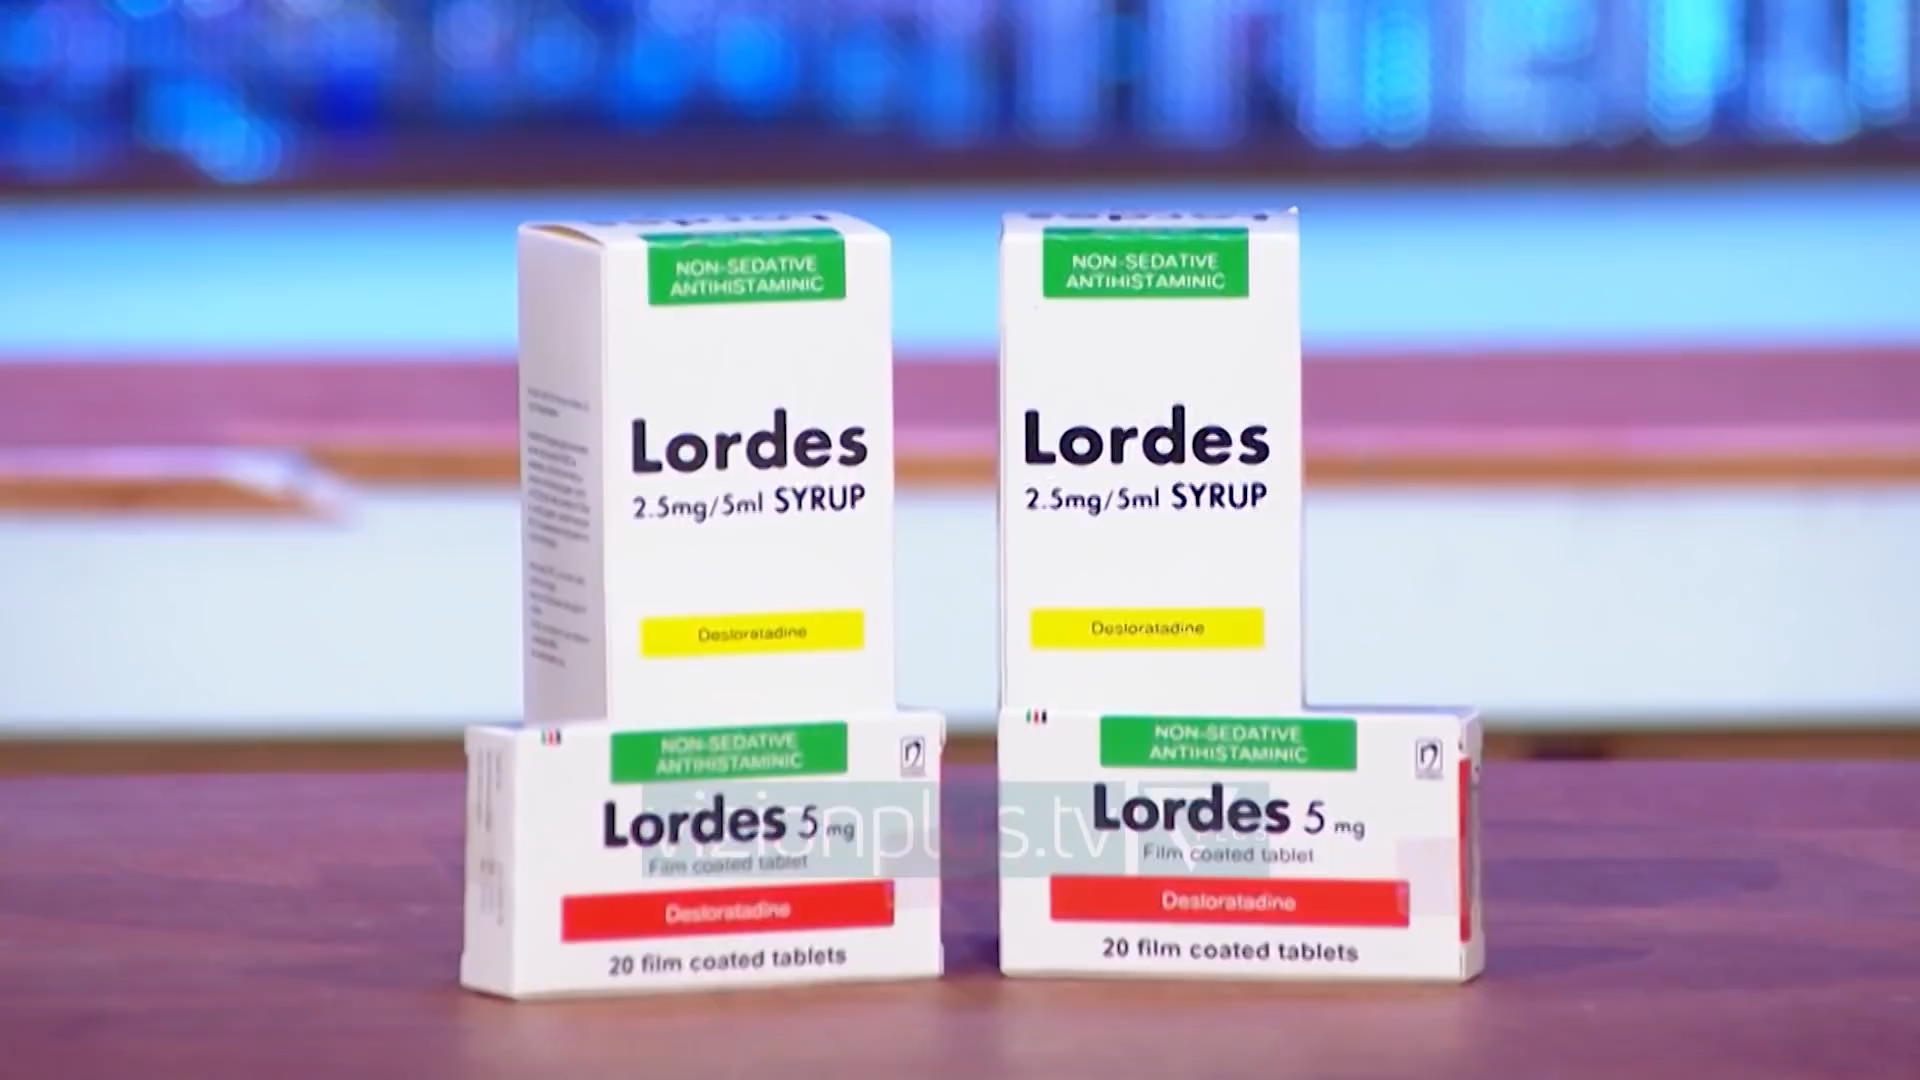 NON-SEDATIVE
ANTIHISTAMINIC
Lordes
2.5mg/5ml SYRUP
Desloratadine
NON-SEDATIVE
ANTIHISTAMINIC
Lordes
2.5mg/5ml SYRUP
Desloratadine
NON-SEDATIVE
ANTIHISTAMINIC
Lordes 5 mg
Film coated tablet
Desloratadine
20 film coated tablets
NON-SEDATIVE
ANTIHISTAMINIC
Lordes 5 mg
Film coated tablet
Desloratadine
20 film coated tablets
vizionplus.tv